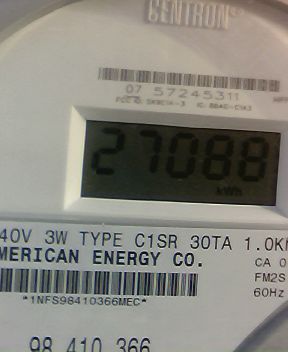 CENTRON®
07 57245311
27088
kWh
40V 3W TYPE C1SR 30TA 1.0K
MERICAN ENERGY CO.
CA 0
FM2S
*1NFS98410366MEC*
60Hz
98 410 366